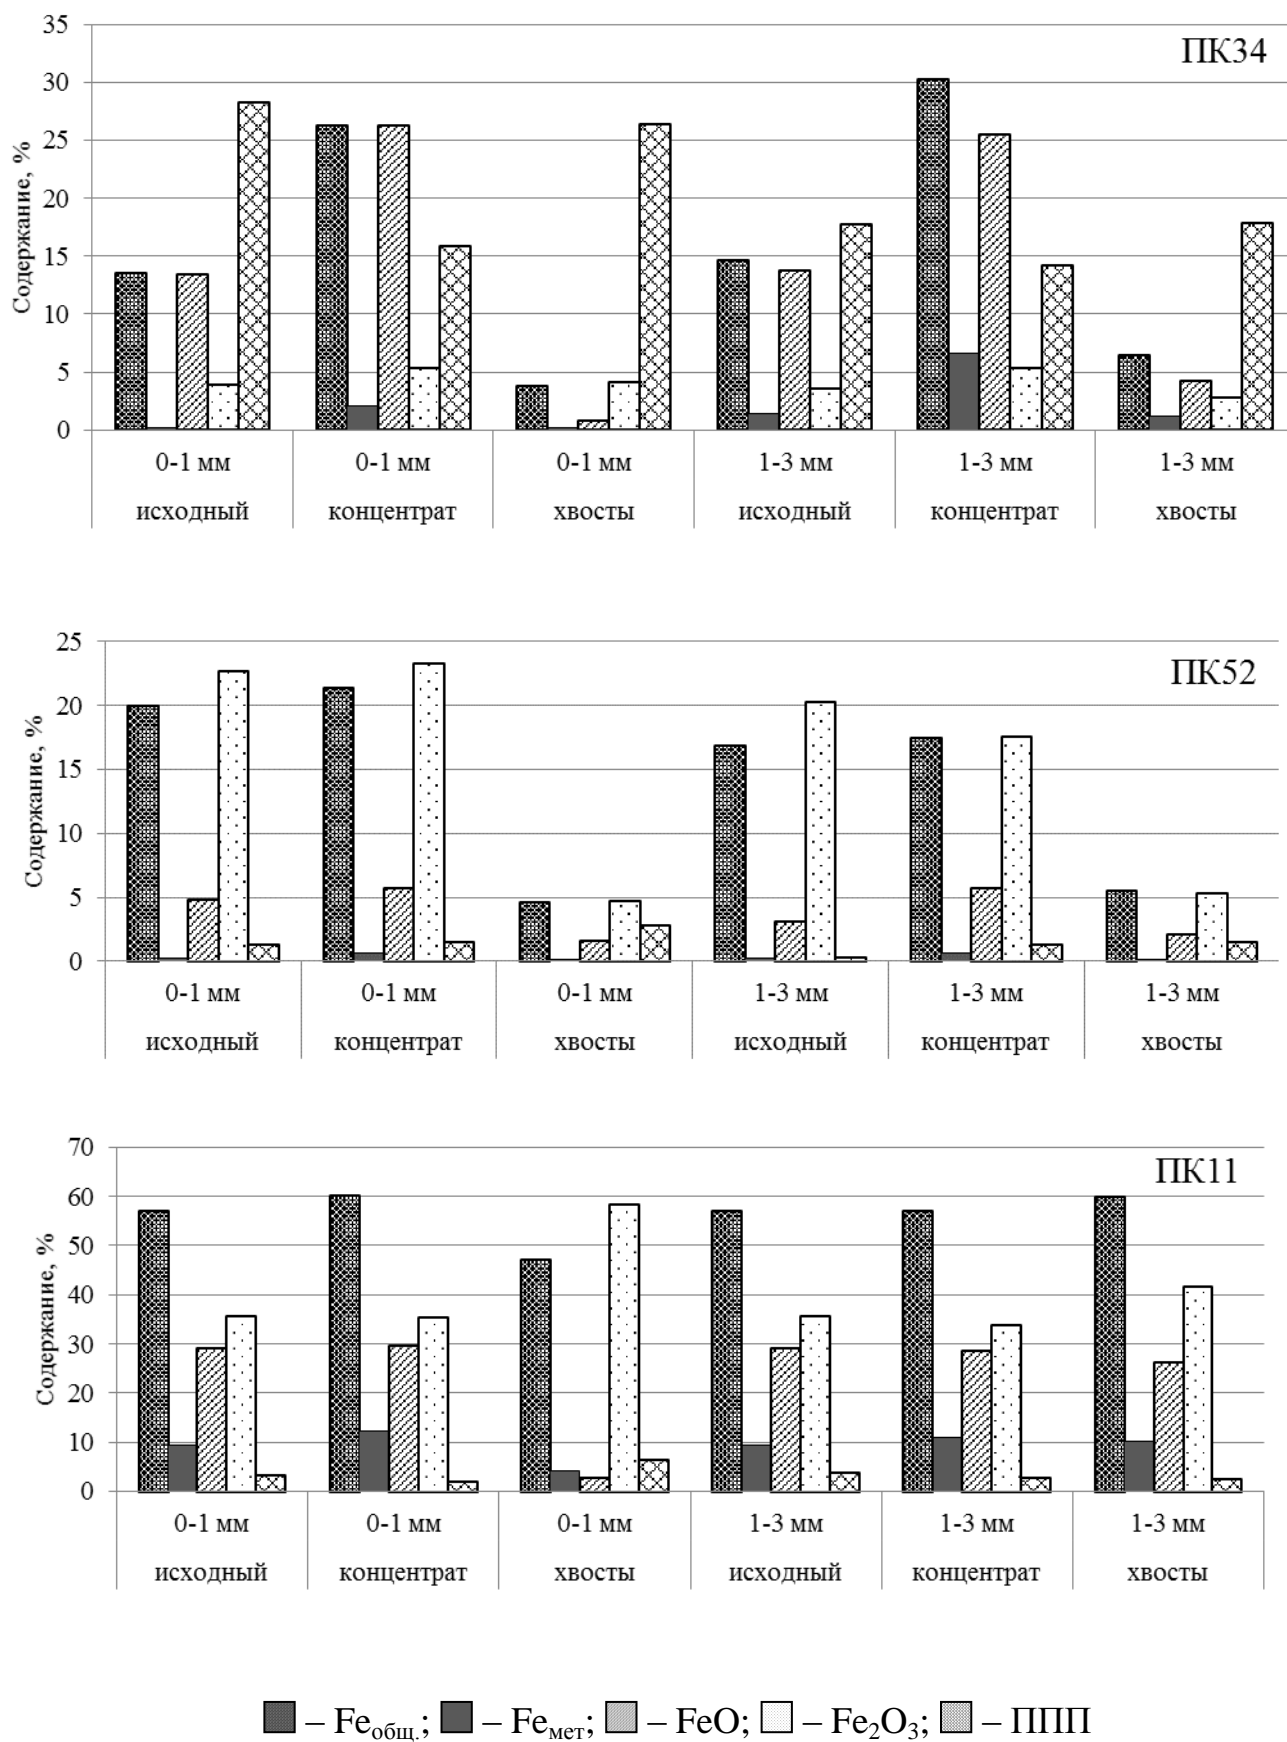 ПК34
Содержание, %
35
30
25
20
15
10
5
0
0-1 мм 0-1 мм 0-1 мм 1-3 мм 1-3 мм 1-3 мм
исходный концентрат хвосты исходный концентрат хвосты
ПК52
Содержание, %
25
20
15
10
5
0
0-1 мм 0-1 мм 0-1 мм 1-3 мм 1-3 мм 1-3 мм
исходный концентрат хвосты исходный концентрат хвосты
ПК11
Содержание, %
70
60
50
40
30
20
10
0
0-1 мм 0-1 мм 0-1 мм 1-3 мм 1-3 мм 1-3 мм
исходный концентрат хвосты исходный концентрат хвосты
– Feобщ.; – Feмет; – FeO; – Fe2O3; – ППП